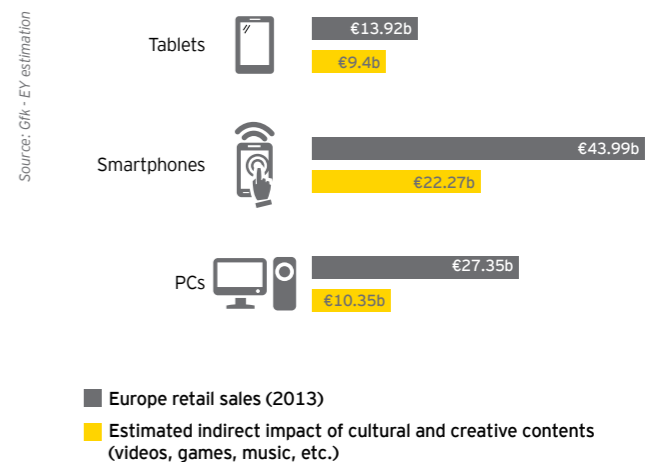 Source: Gfk - EY estimation
Tablets
€13.92b
€9.4b
Smartphones
€43.99b
€22.27b
PCs
€27.35b
€10.35b
Europe retail sales (2013)
Estimated indirect impact of cultural and creative contents
(videos, games, music, etc.)